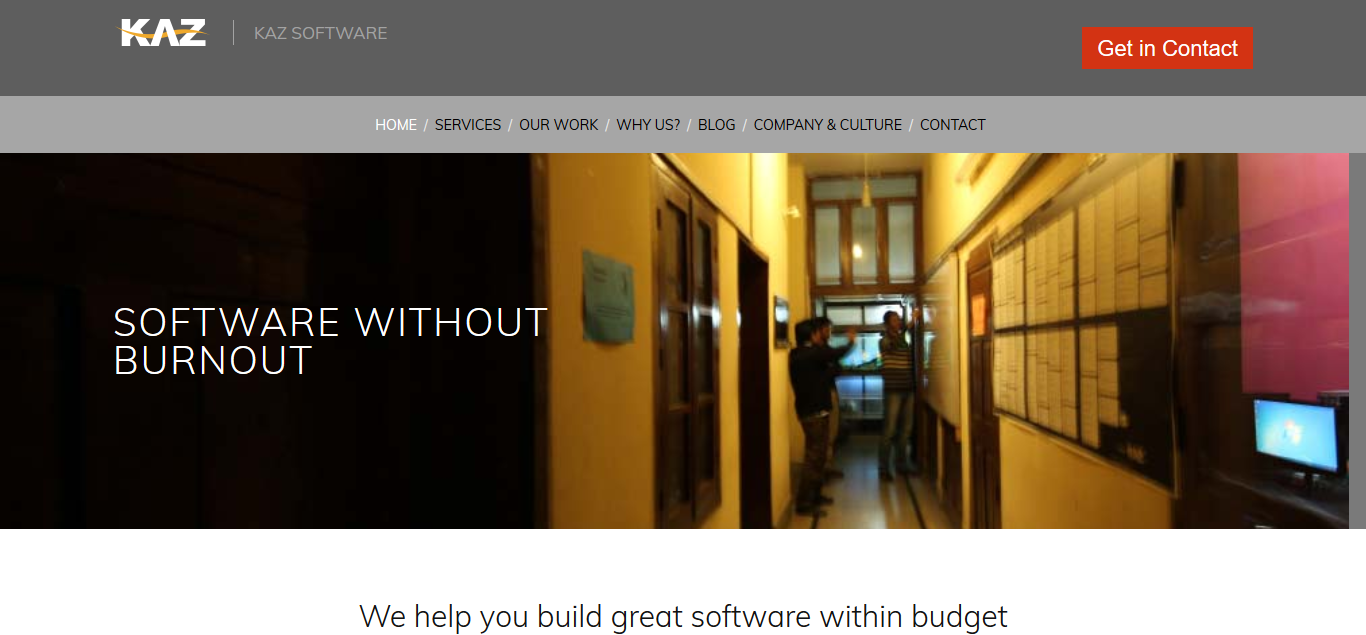 KAZ
KAZ SOFTWARE
Get in Contact
HOME / SERVICES / OUR WORK / WHY US? / BLOG / COMPANY & CULTURE / CONTACT
SOFTWARE WITHOUT
BURNOUT
We help you build great software within budget